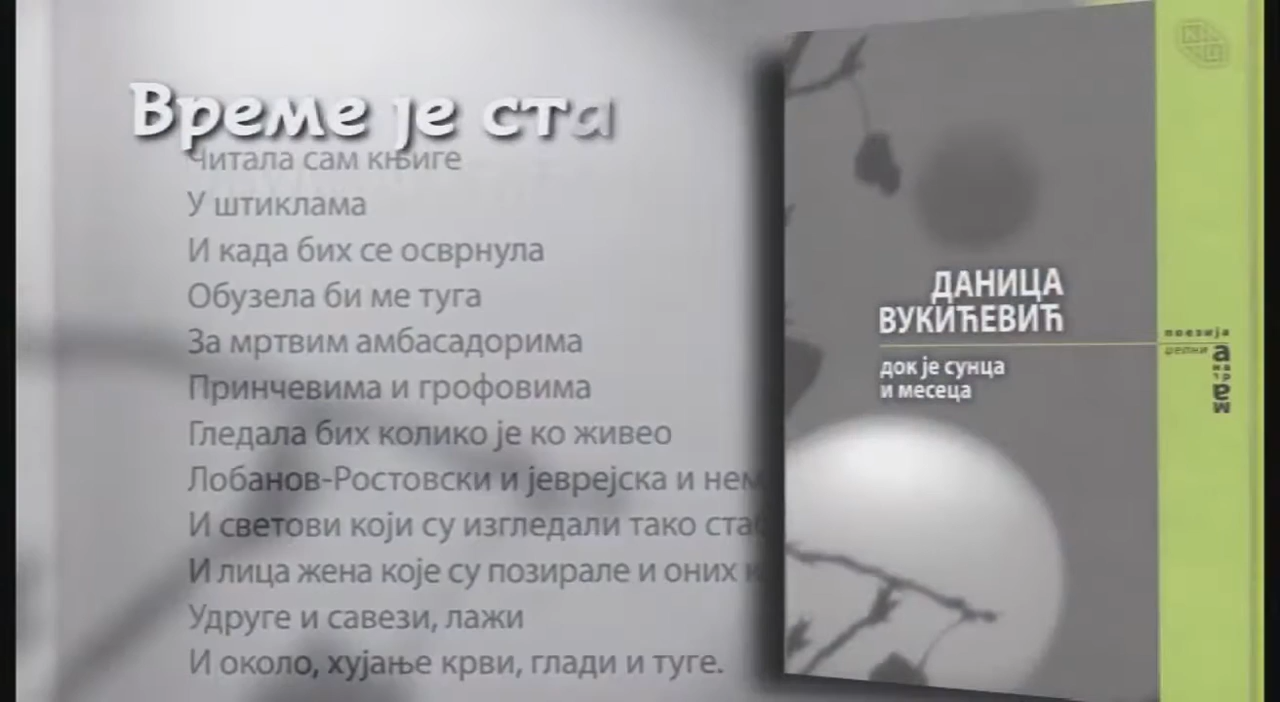 Време је ста
Читала сам књиге
У штиклама
И када бих се осврнула
Обузела би ме туга
За мртвим амбасадорима
Принчевима и грофовима
Гледала бих колико је ко живео
Лобанов-Ростовски и јеврејска и нем
И светови који су изгледали тако ста
И лица жена које су позирале и оних
Удруге и савези, лажи
И около, хујање крви, глади и туге.
ДАНИЦА
ВУКИЋЕВИЋ
док је сунца
и месеца
поезија